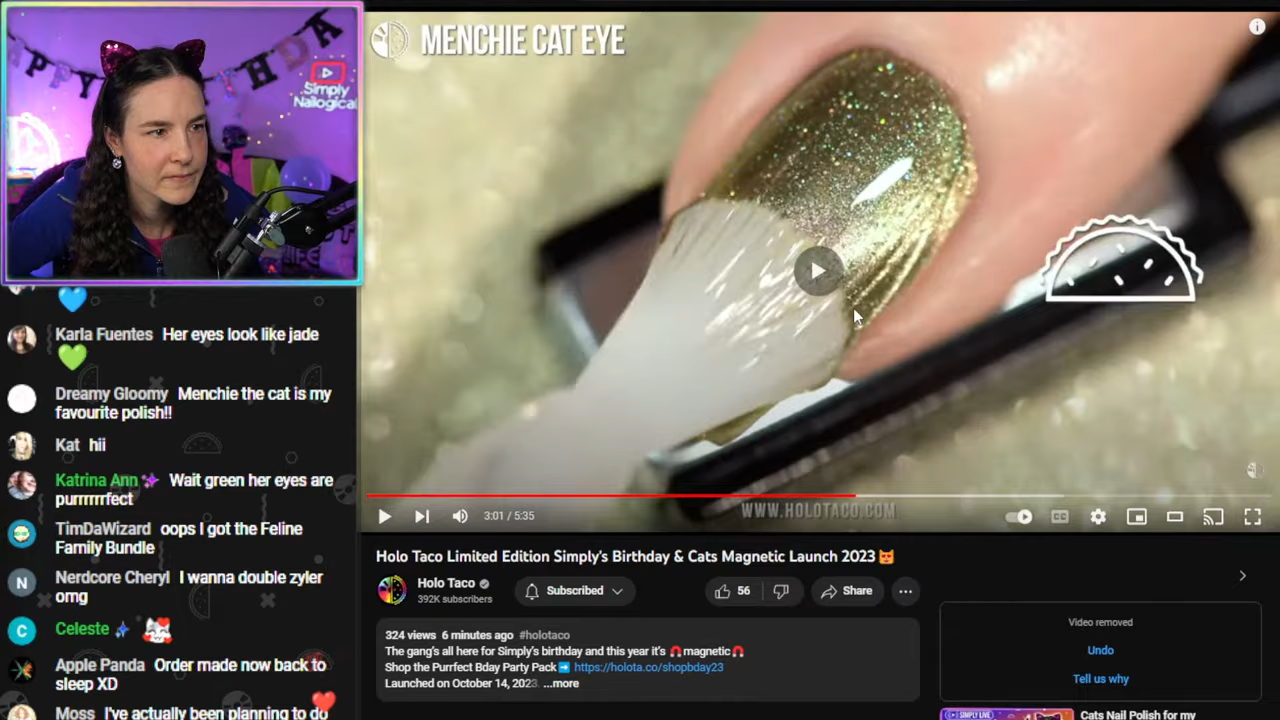 Simply
Nailogical
MENCHIE CAT EYE
Karla Fuentes Her eyes look like jade
Dreamy Gloomy Menchie the cat is my
favourite polish!!
Kat hii
Katrina Ann Wait green her eyes are
purrrrrrfect
TimDaWizard oops I got the Feline
Family Bundle
Nerdcore Cheryl I wanna double zyler
omg
Celeste
Apple Panda Order made now back to
sleep XD
Moss I've actually been planning to do
WWW.HOLOTACO.COM
3:01 / 5:35
CC
Holo Taco Limited Edition Simply's Birthday & Cats Magnetic Launch 2023
Holo Taco
392K subscribers
Subscribed
56
Share
324 views 6 minutes ago #holotaco
The gang's all here for Simply's birthday and this year it's magnetic
Shop the Purrfect Bday Party Pack https://holota.co/shopbday23
Launched on October 14, 2023. ...more
Video removed
Undo
Tell us why
SIMPLY LIVE
Cats Nail Polish for my